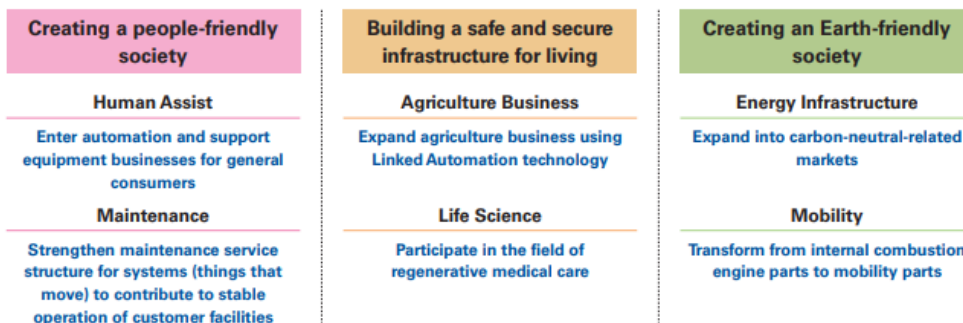 Creating a people-friendly
society
Human Assist
Enter automation and support
equipment businesses for general
consumers
Maintenance
Strengthen maintenance service
structure for systems (things that
move) to contribute to stable
operation of customer facilities
Building a safe and secure
infrastructure for living
Agriculture Business
Expand agriculture business using
Linked Automation technology
Life Science
Participate in the field of
regenerative medical care
Creating an Earth-friendly
society
Energy Infrastructure
Expand into carbon-neutral-related
markets
Mobility
Transform from internal combustion
engine parts to mobility parts